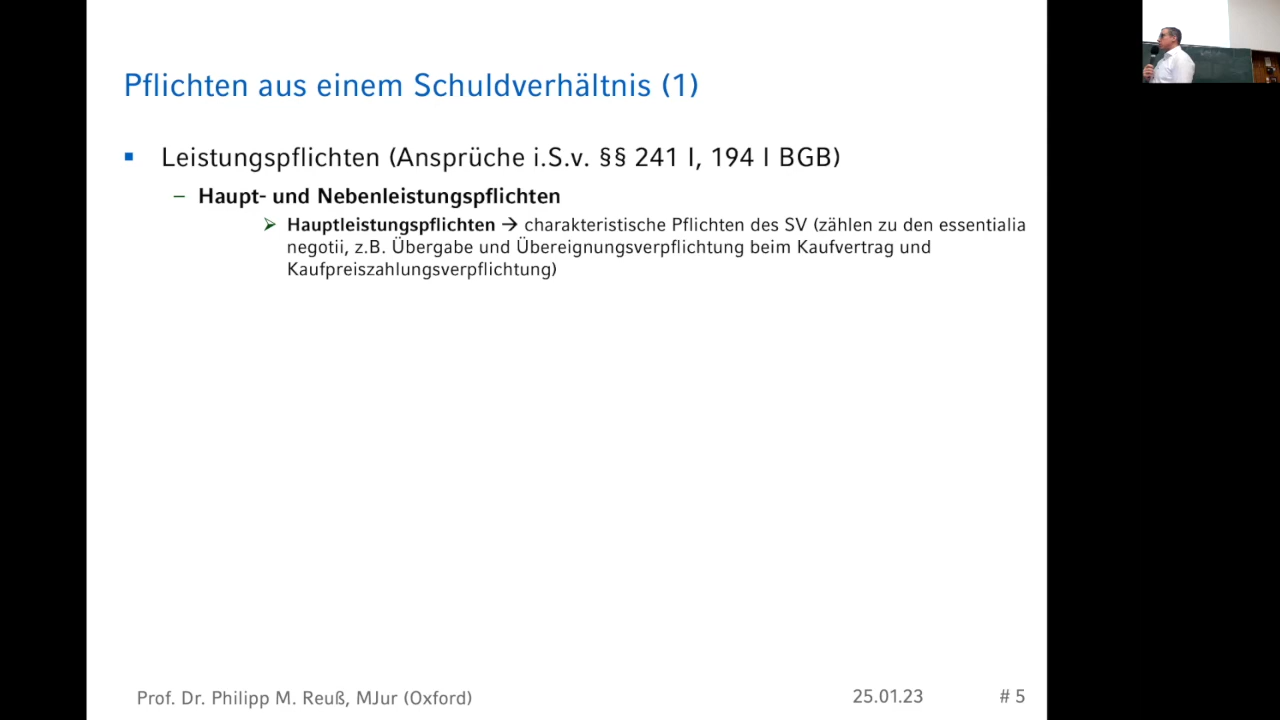 Pflichten aus einem Schuldverhältnis (1)
▪ Leistungspflichten (Ansprüche i.S.v. §§ 241 I, 194 I BGB)
– Haupt- und Nebenleistungspflichten
➢ Hauptleistungspflichten → charakteristische Pflichten des SV (zählen zu den essentialia
negotii, z.B. Übergabe und Übereignungsverpflichtung beim Kaufvertrag und
Kaufpreiszahlungsverpflichtung)
Prof. Dr. Philipp M. Reuß, MJur (Oxford) 25.01.23 # 5